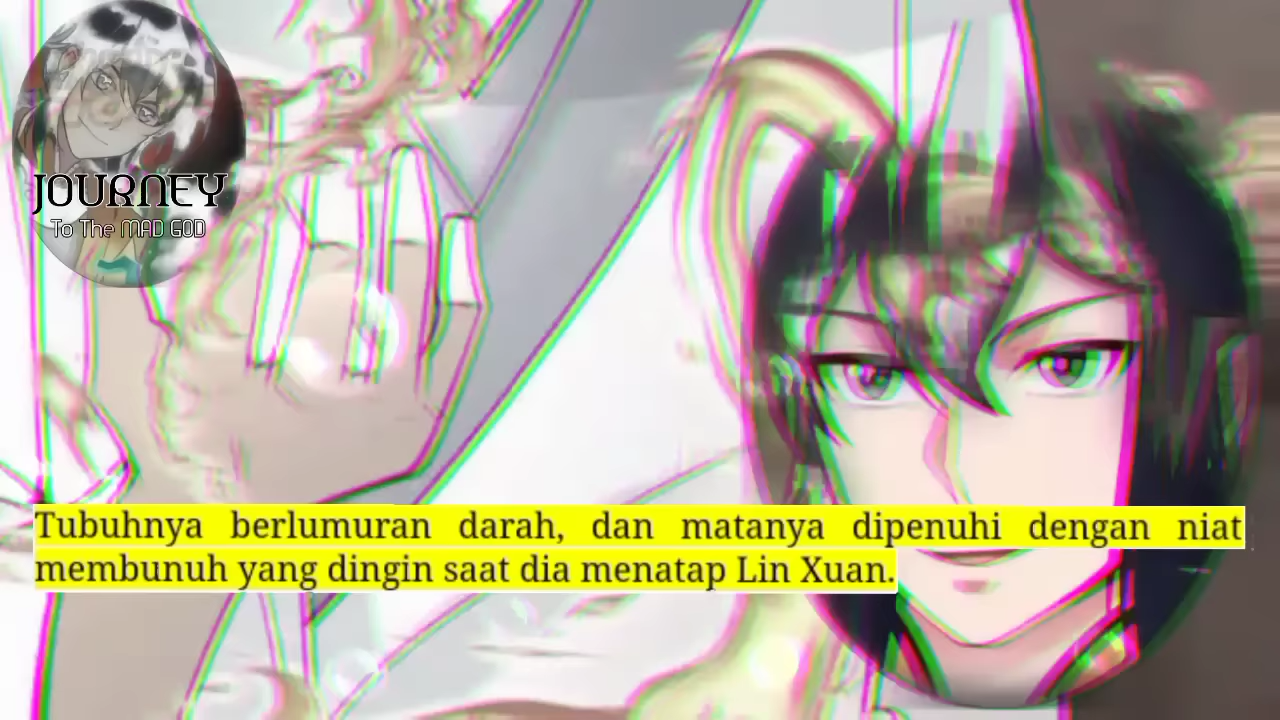 JOURNEY
To The MAD GOD
Tubuhnya berlumuran darah, dan matanya dipenuhi dengan niat
membunuh yang dingin saat dia menatap Lin Xuan.